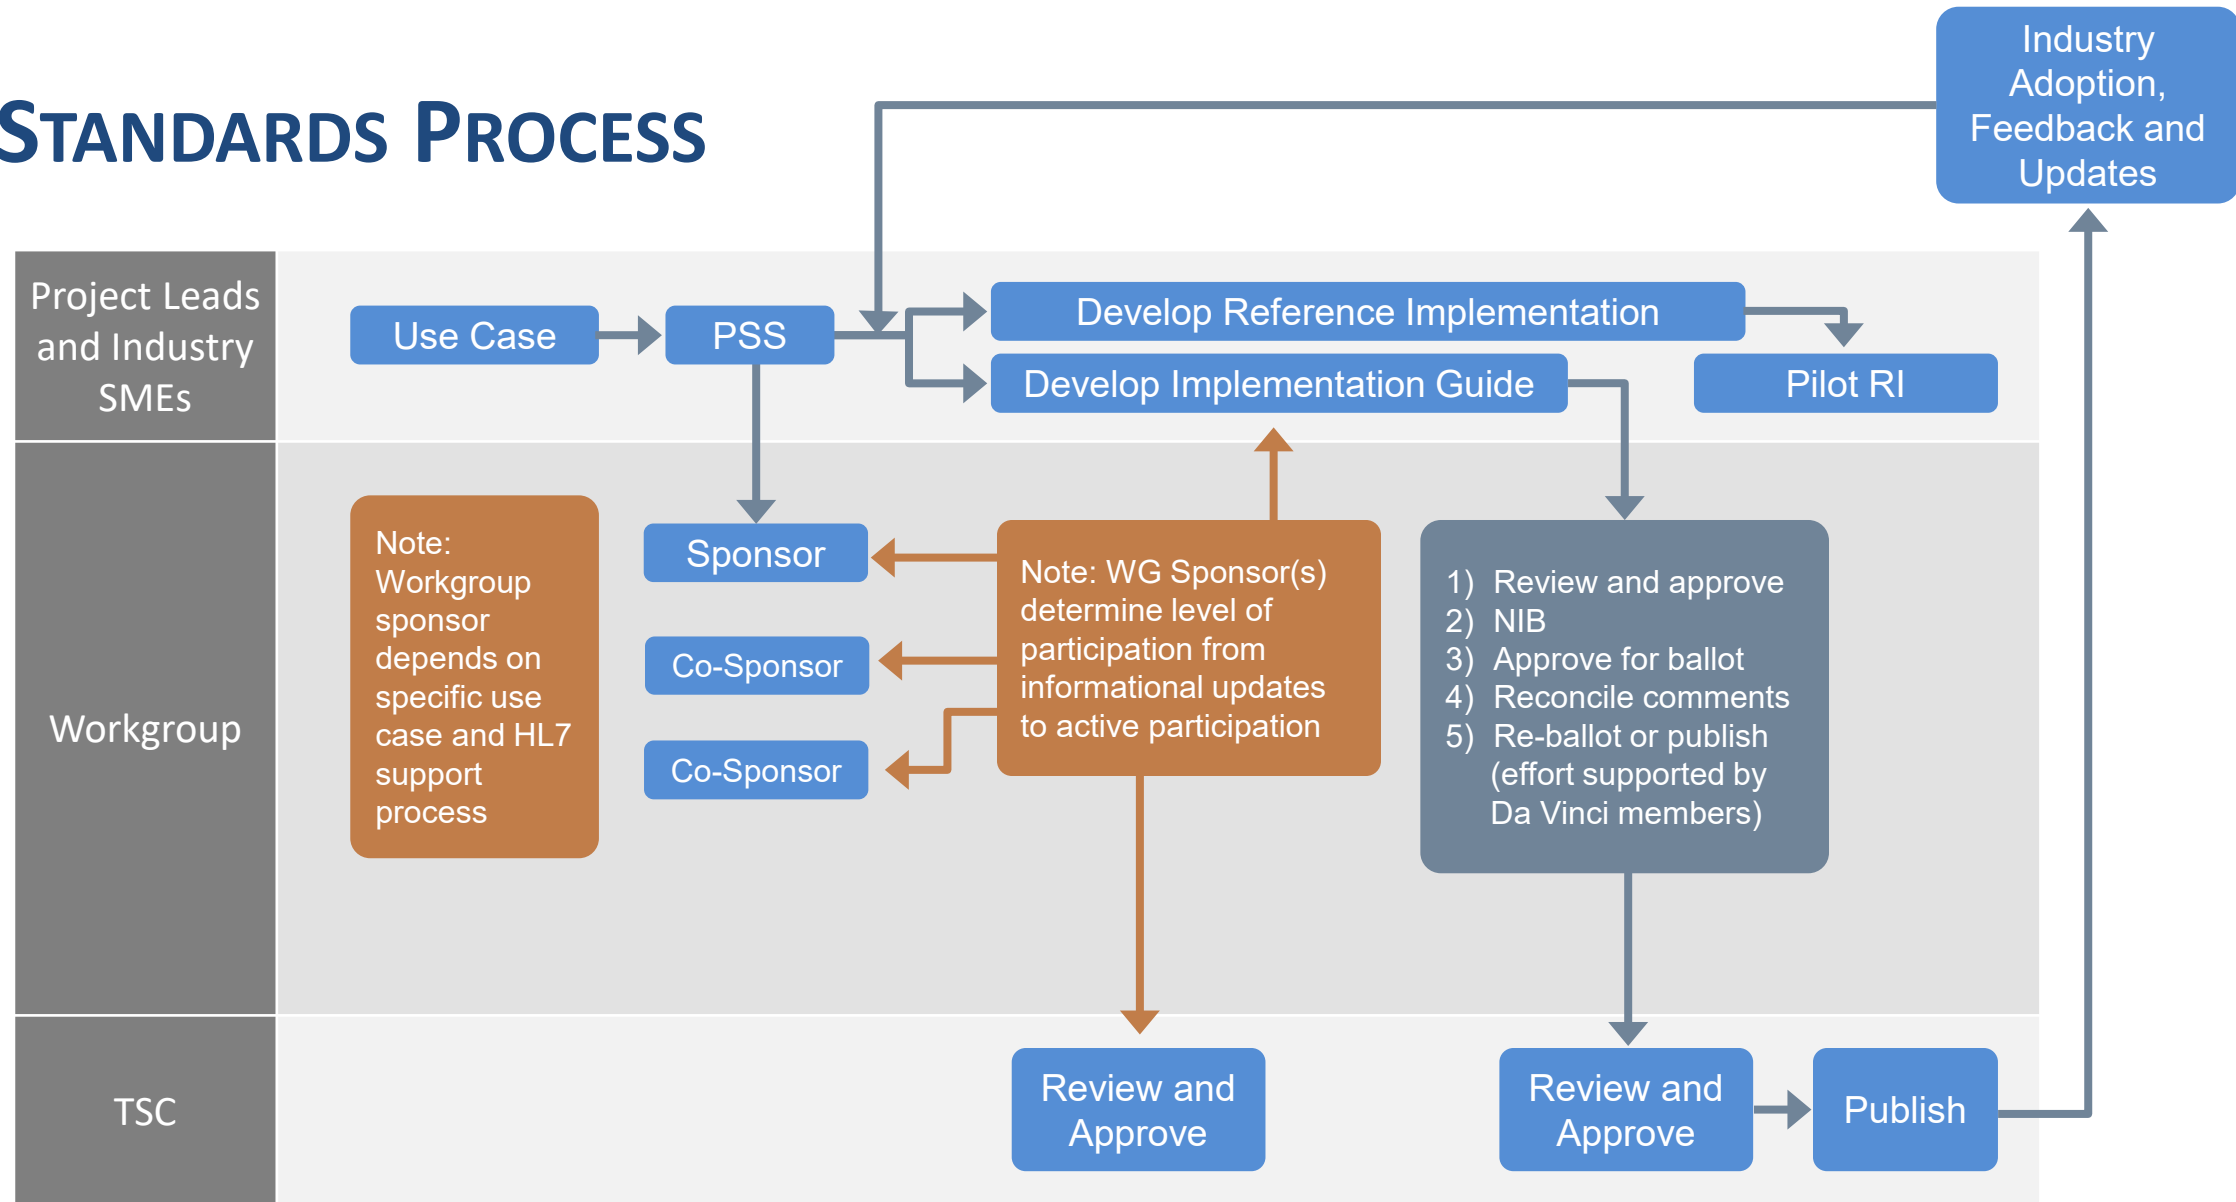 STANDARDS PROCESS
Industry
Adoption,
Feedback and
Updates
Project Leads
and Industry
SMEs
Use Case
PSS
Develop Reference Implementation
Develop Implementation Guide
Pilot RI
Workgroup
Note:
Workgroup
sponsor
depends on
specific use
case and HL7
support
process
Sponsor
Co-Sponsor
Co-Sponsor
Note: WG Sponsor(s)
determine level of
participation from
informational updates
to active participation
1) Review and approve
2) NIB
3) Approve for ballot
4) Reconcile comments
5) Re-ballot or publish
(effort supported by
Da Vinci members)
TSC
Review and
Approve
Review and
Approve
Publish